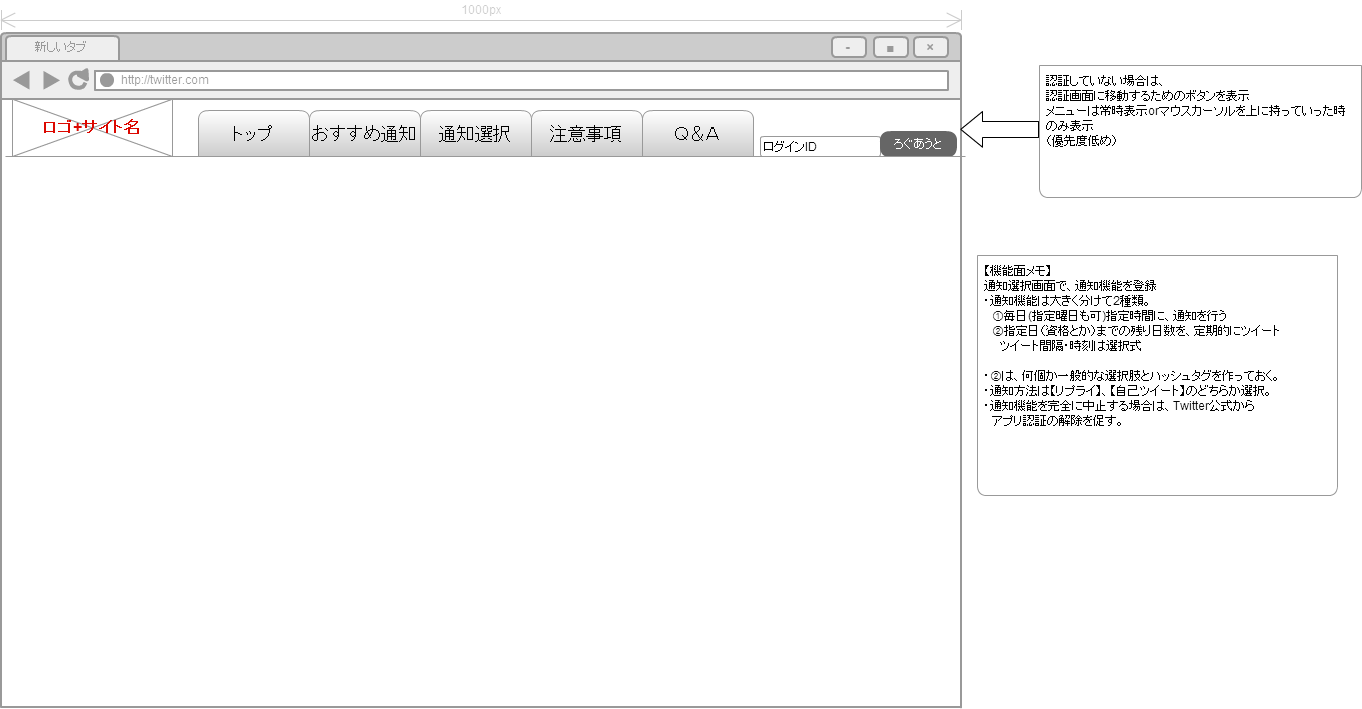 1000px
新しいタブ
-
■
×
http://twitter.com
ロゴ+サイト名
トップ
おすすめ通知
通知選択
注意事項
Q&A
ログインID
ろぐあうと
認証していない場合は、
認証画面に移動するためのボタンを表示
メニューは常時表示orマウスカーソルを上に持っていった時
のみ表示
(優先度低め)
【機能面メモ】
通知選択画面で、通知機能を登録
・通知機能は大きく分けて2種類。
①毎日(指定曜日も可)指定時間に、通知を行う
②指定日(資格とか)までの残り日数を、定期的にツイート
ツイート間隔・時刻は選択式
・②は、何個か一般的な選択肢とハッシュタグを作っておく。
・通知方法は【リプライ】、【自己ツイート】のどちらか選択。
・通知機能を完全に中止する場合は、Twitter公式から
アプリ認証の解除を促す。